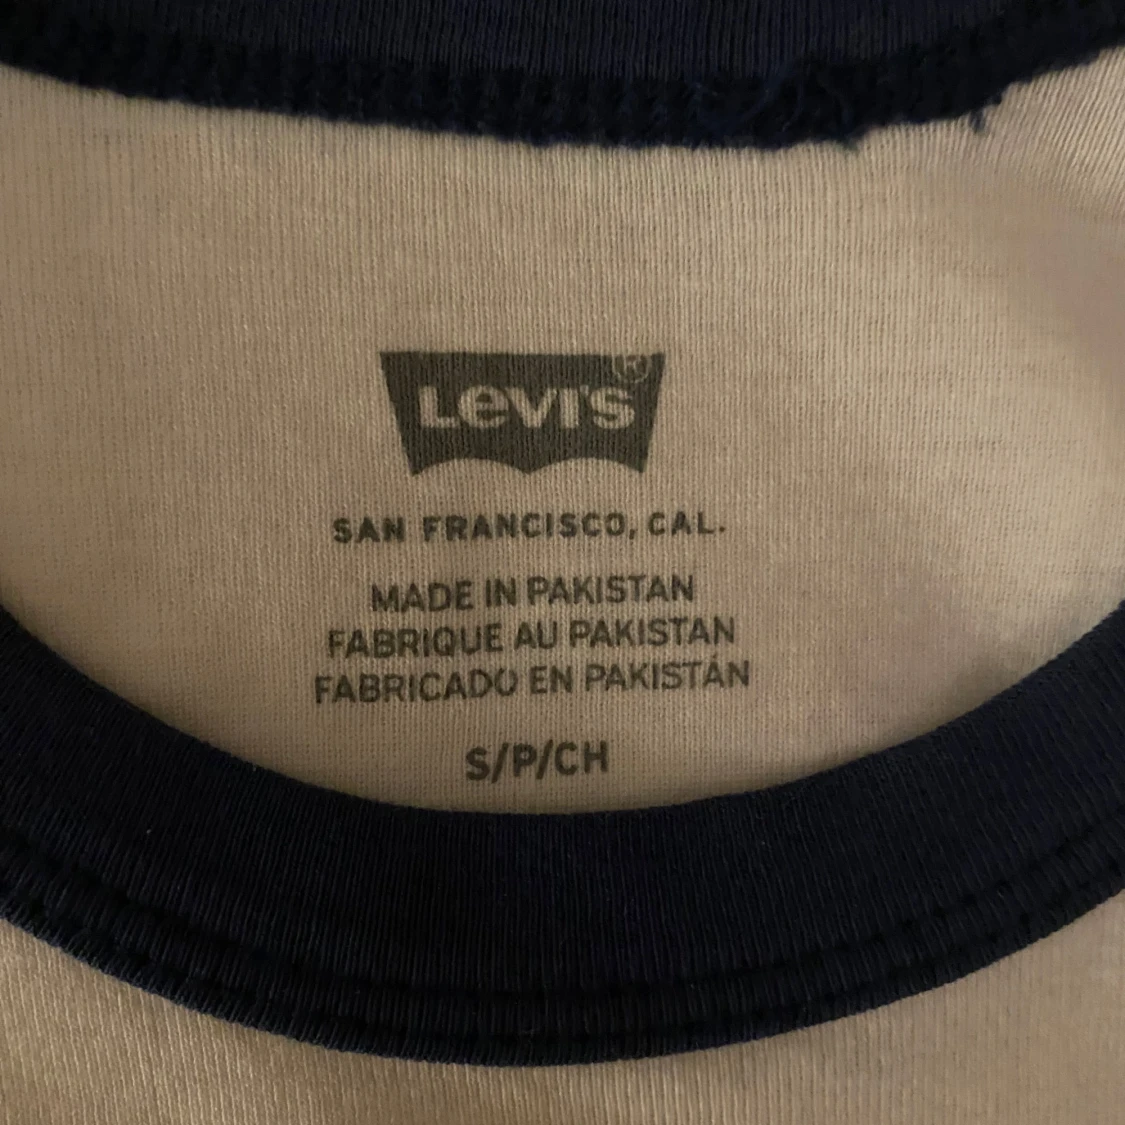 Levi's®
SAN FRANCISCO, CAL.
MADE IN PAKISTAN
FABRIQUE AU PAKISTAN
FABRICADO EN PAKISTÁN
S/P/CH